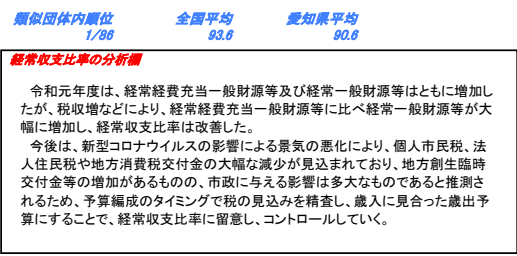 類似団体内順位 全国平均 愛知県平均
1/86 93.6 90.6
経常収支比率の分析欄
令和元年度は、経常経費充当一般財源等及び経常一般財源等はともに増加し
たが、税収増などにより、経常経費充当一般財源等に比べ経常一般財源等が大
幅に増加し、経常収支比率は改善した。
今後は、新型コロナウイルスの影響による景気の悪化により、個人市民税、法
人住民税や地方消費税交付金の大幅な減少が見込まれており、地方創生臨時
交付金等の増加があるものの、市政に与える影響は多大なものであると推測さ
れるため、予算編成のタイミングで税の見込みを精査し、歳入に見合った歳出予
算にすることで、経常収支比率に留意し、コントロールしていく。